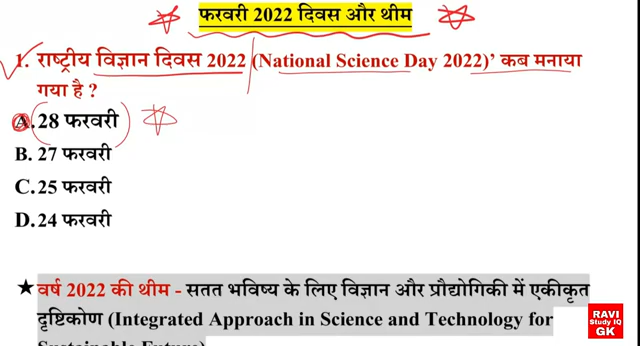 फरवरी 2022 दिवस और थीम
1. राष्ट्रीय विज्ञान दिवस 2022 (National Science Day 2022)' कब मनाया
गया है ?
A. 28 फरवरी
B. 27 फरवरी
C. 25 फरवरी
D. 24 फरवरी
★ वर्ष 2022 की थीम - सतत भविष्य के लिए विज्ञान और प्रौद्योगिकी में एकीकृत
दृष्टिकोण (Integrated Approach in Science and Technology for
Sustainable Future)
RAVI
Study IQ
GK